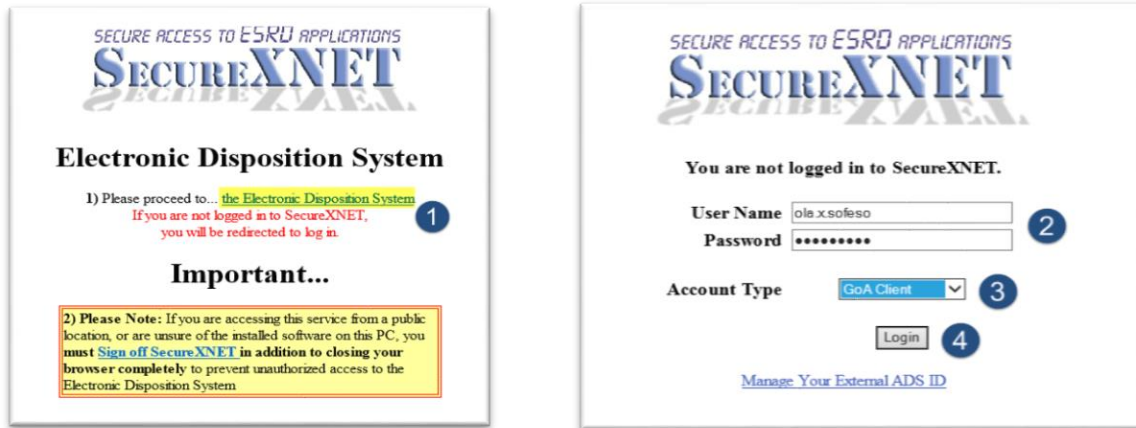 SECURE ACCESS TO ESRD APPLICATIONS
SECUREXNET
Electronic Disposition System
1) Please proceed to... the Electronic Disposition System
If you are not logged in to SecureXNET,
you will be redirected to log in.
1
Important...
2) Please Note: If you are accessing this service from a public
location, or are unsure of the installed software on this PC, you
must Sign off SecureXNET in addition to closing your
browser completely to prevent unauthorized access to the
Electronic Disposition System
SECURE ACCESS TO ESRD APPLICATIONS
SECUREXNET
You are not logged in to SecureXNET.
User Name ola.x.sofeso
Password •••••••••
2
Account Type GoA Client 3
Login 4
Manage Your External ADS ID